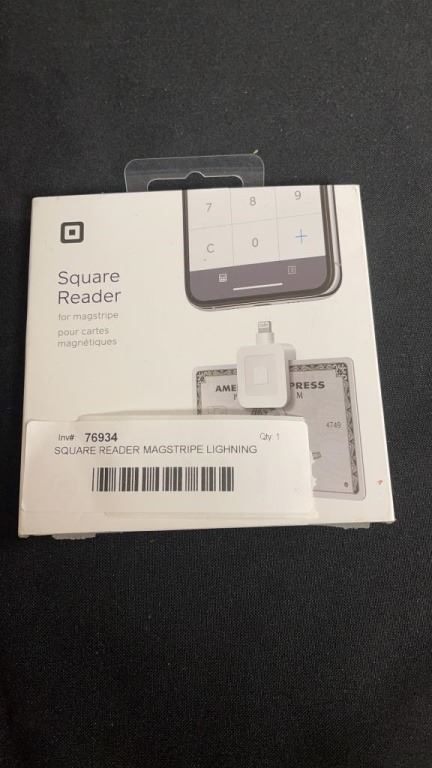 7 8 9
C 0 +
Square
Reader
for magstripe
pour cartes
magnétiques
AME PRESS
M
4749
Inv#: 76934 Qty: 1
SQUARE READER MAGSTRIPE LIGHNING